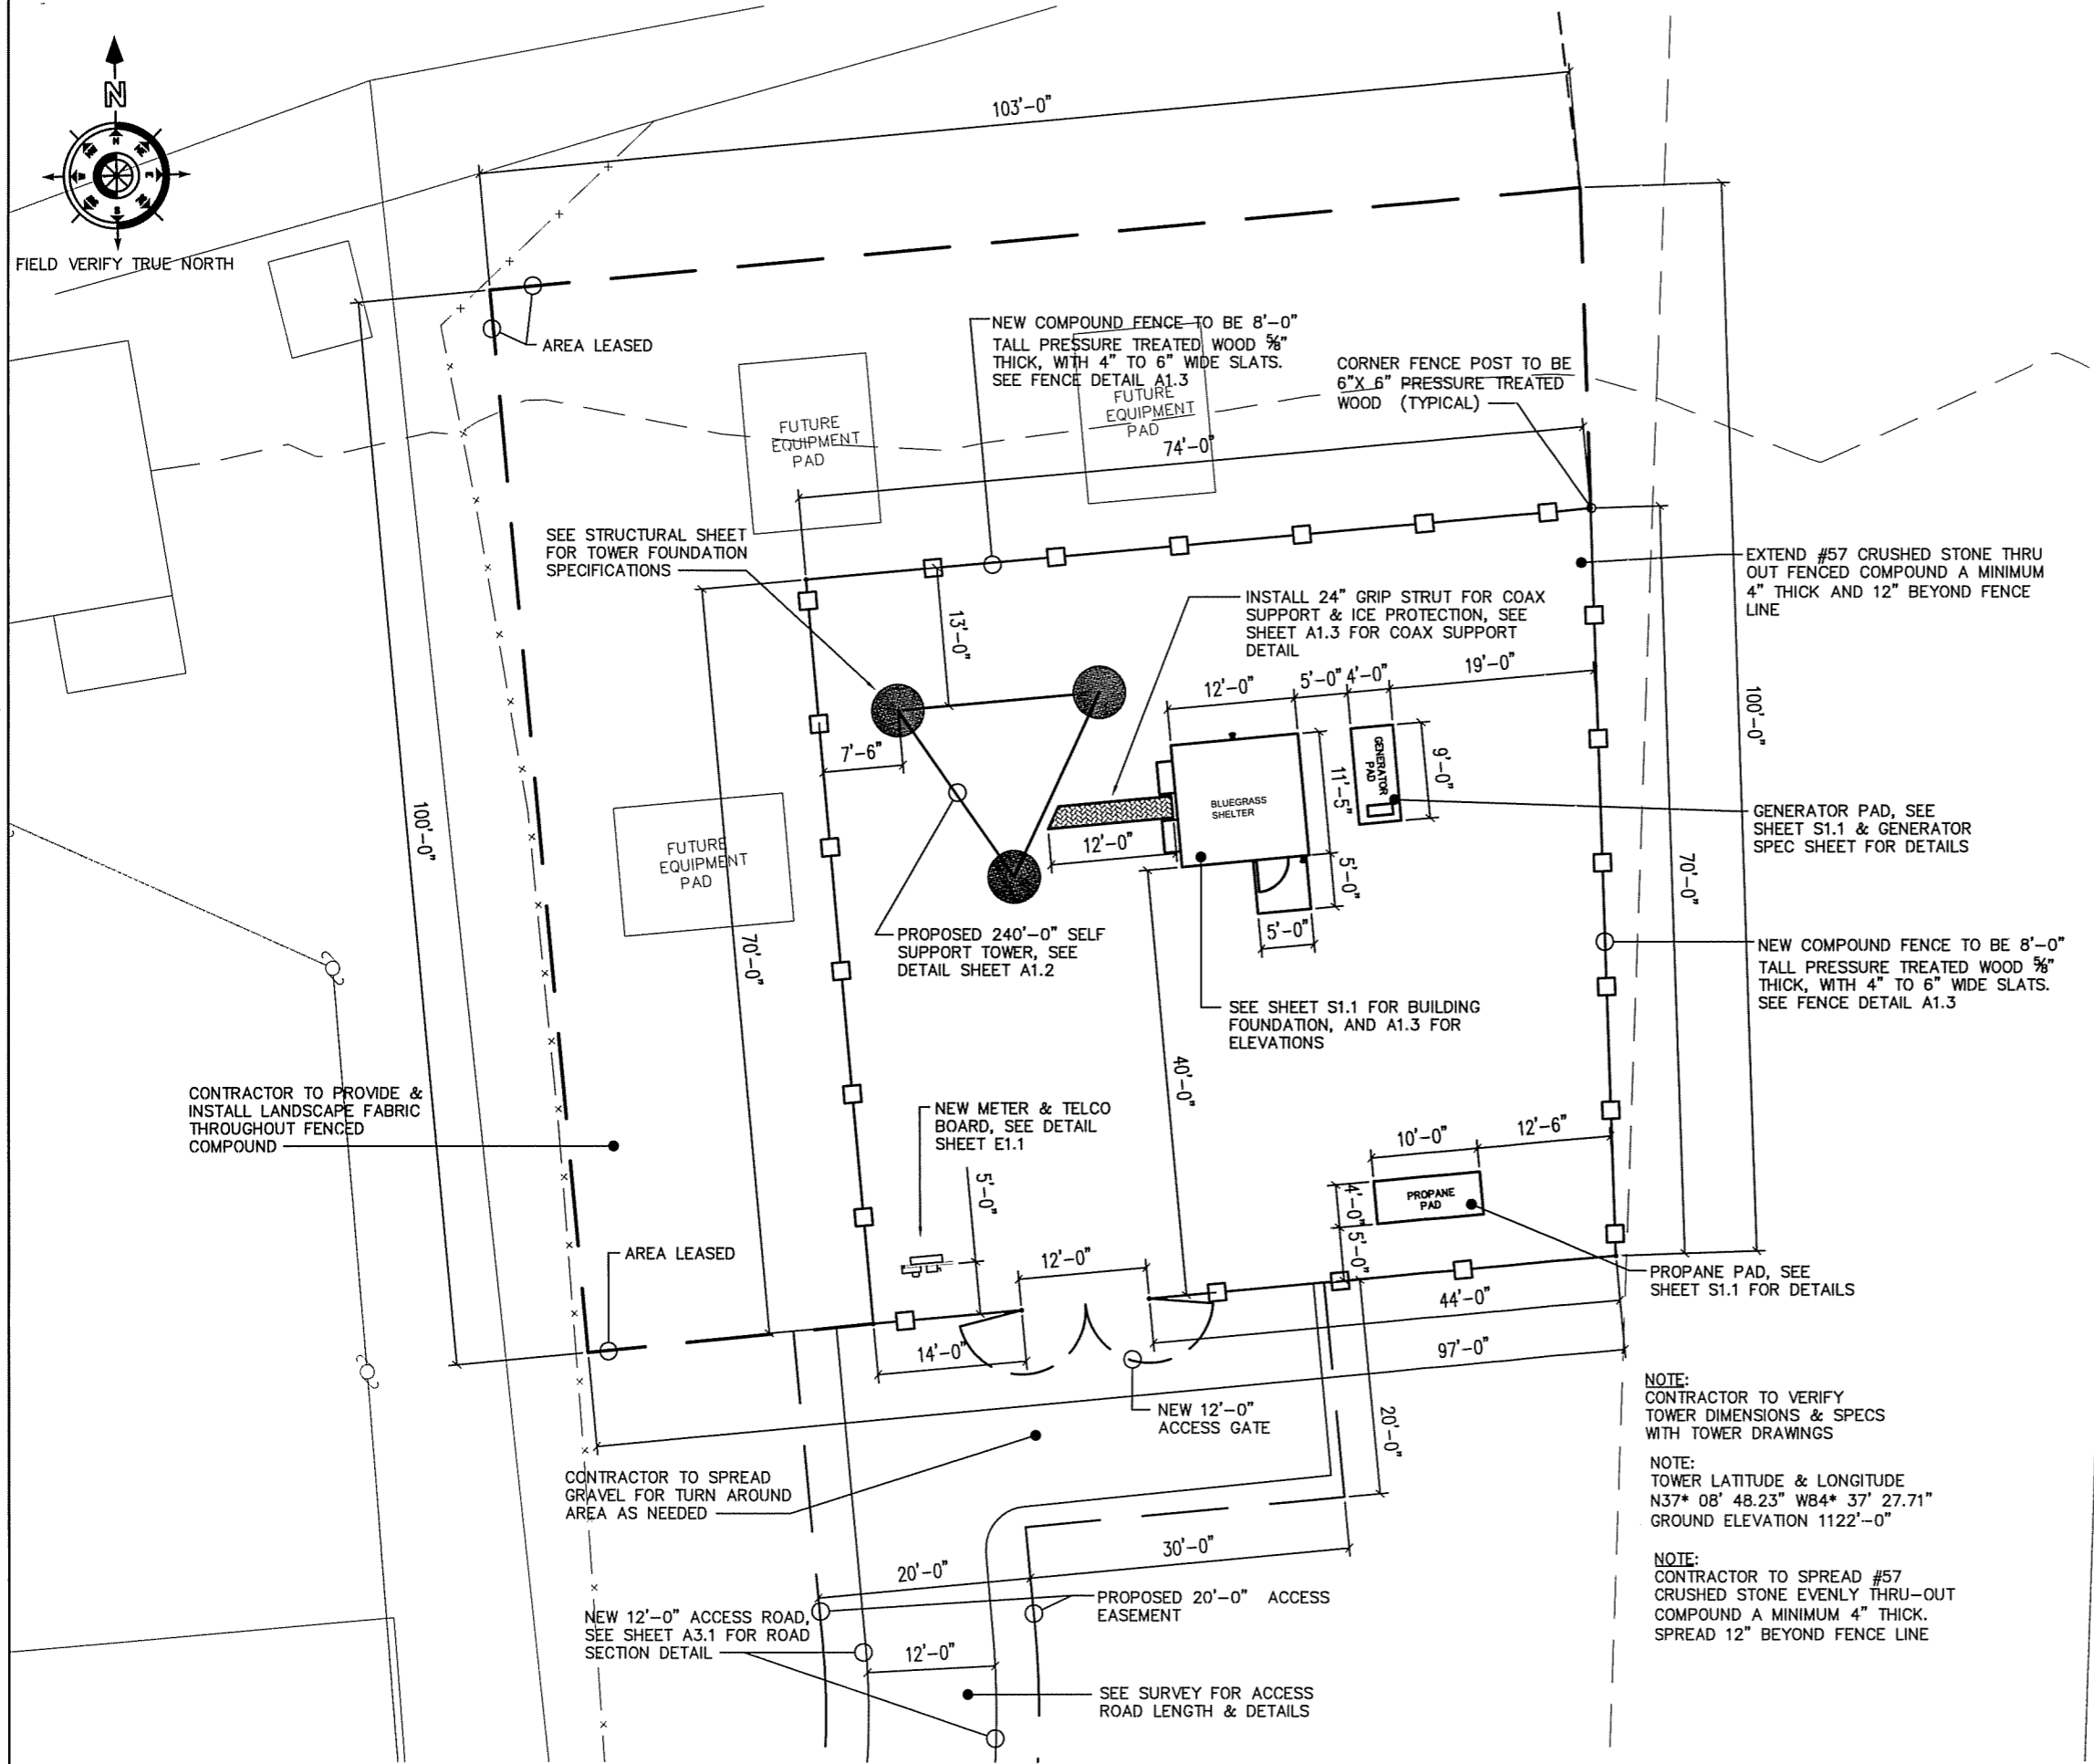 N
FIELD VERIFY TRUE NORTH
103'-0"
AREA LEASED
NEW COMPOUND FENCE TO BE 8'-0"
TALL PRESSURE TREATED WOOD ⅝"
THICK, WITH 4" TO 6" WIDE SLATS.
SEE FENCE DETAIL A1.3
CORNER FENCE POST TO BE
6"X 6" PRESSURE TREATED
WOOD (TYPICAL)
FUTURE
EQUIPMENT
PAD
FUTURE
EQUIPMENT
PAD
74'-0"
SEE STRUCTURAL SHEET
FOR TOWER FOUNDATION
SPECIFICATIONS
EXTEND #57 CRUSHED STONE THRU
OUT FENCED COMPOUND A MINIMUM
4" THICK AND 12" BEYOND FENCE
LINE
INSTALL 24" GRIP STRUT FOR COAX
SUPPORT & ICE PROTECTION, SEE
SHEET A1.3 FOR COAX SUPPORT
DETAIL
13'-0"
12'-0"
5'-0"
4'-0"
19'-0"
100'-0"
7'-6"
BLUEGRASS
SHELTER
11'-5"
GENERATOR
PAD
9'-0"
100'-0"
FUTURE
EQUIPMENT
PAD
12'-0"
5'-0"
5'-0"
GENERATOR PAD, SEE
SHEET S1.1 & GENERATOR
SPEC SHEET FOR DETAILS
70'-0"
70'-0"
PROPOSED 240'-0" SELF
SUPPORT TOWER, SEE
DETAIL SHEET A1.2
NEW COMPOUND FENCE TO BE 8'-0"
TALL PRESSURE TREATED WOOD ⅝"
THICK, WITH 4" TO 6" WIDE SLATS.
SEE FENCE DETAIL A1.3
SEE SHEET S1.1 FOR BUILDING
FOUNDATION, AND A1.3 FOR
ELEVATIONS
40'-0"
CONTRACTOR TO PROVIDE &
INSTALL LANDSCAPE FABRIC
THROUGHOUT FENCED
COMPOUND
NEW METER & TELCO
BOARD, SEE DETAIL
SHEET E1.1
5'-0"
10'-0"
12'-6"
4'-0"
PROPANE
PAD
5'-0"
AREA LEASED
12'-0"
PROPANE PAD, SEE
SHEET S1.1 FOR DETAILS
44'-0"
14'-0"
97'-0"
NEW 12'-0"
ACCESS GATE
20'-0"
NOTE:
CONTRACTOR TO VERIFY
TOWER DIMENSIONS & SPECS
WITH TOWER DRAWINGS
CONTRACTOR TO SPREAD
GRAVEL FOR TURN AROUND
AREA AS NEEDED
NOTE:
TOWER LATITUDE & LONGITUDE
N37* 08' 48.23" W84* 37' 27.71"
GROUND ELEVATION 1122'-0"
30'-0"
20'-0"
NOTE:
CONTRACTOR TO SPREAD #57
CRUSHED STONE EVENLY THRU-OUT
COMPOUND A MINIMUM 4" THICK.
SPREAD 12" BEYOND FENCE LINE
PROPOSED 20'-0" ACCESS
EASEMENT
NEW 12'-0" ACCESS ROAD,
SEE SHEET A3.1 FOR ROAD
SECTION DETAIL
12'-0"
SEE SURVEY FOR ACCESS
ROAD LENGTH & DETAILS